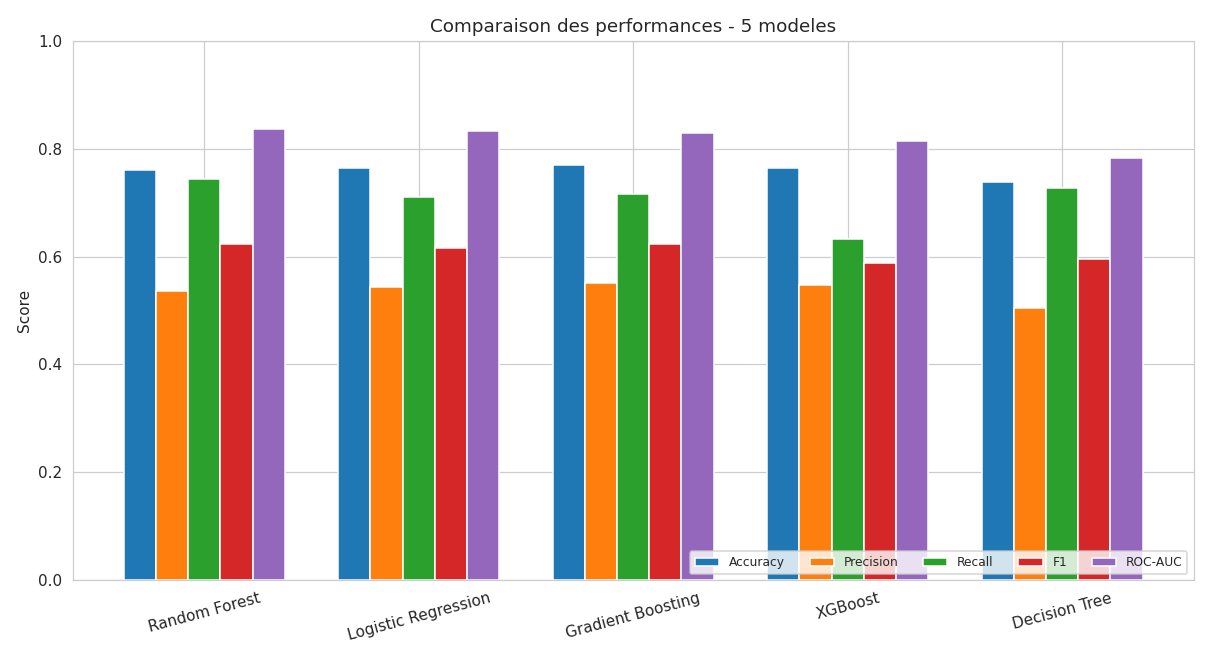 Comparaison des performances - 5 modeles
Score
1.0
0.8
0.6
0.4
0.2
0.0
Accuracy Precision Recall F1 ROC-AUC
Random Forest Logistic Regression Gradient Boosting XGBoost Decision Tree